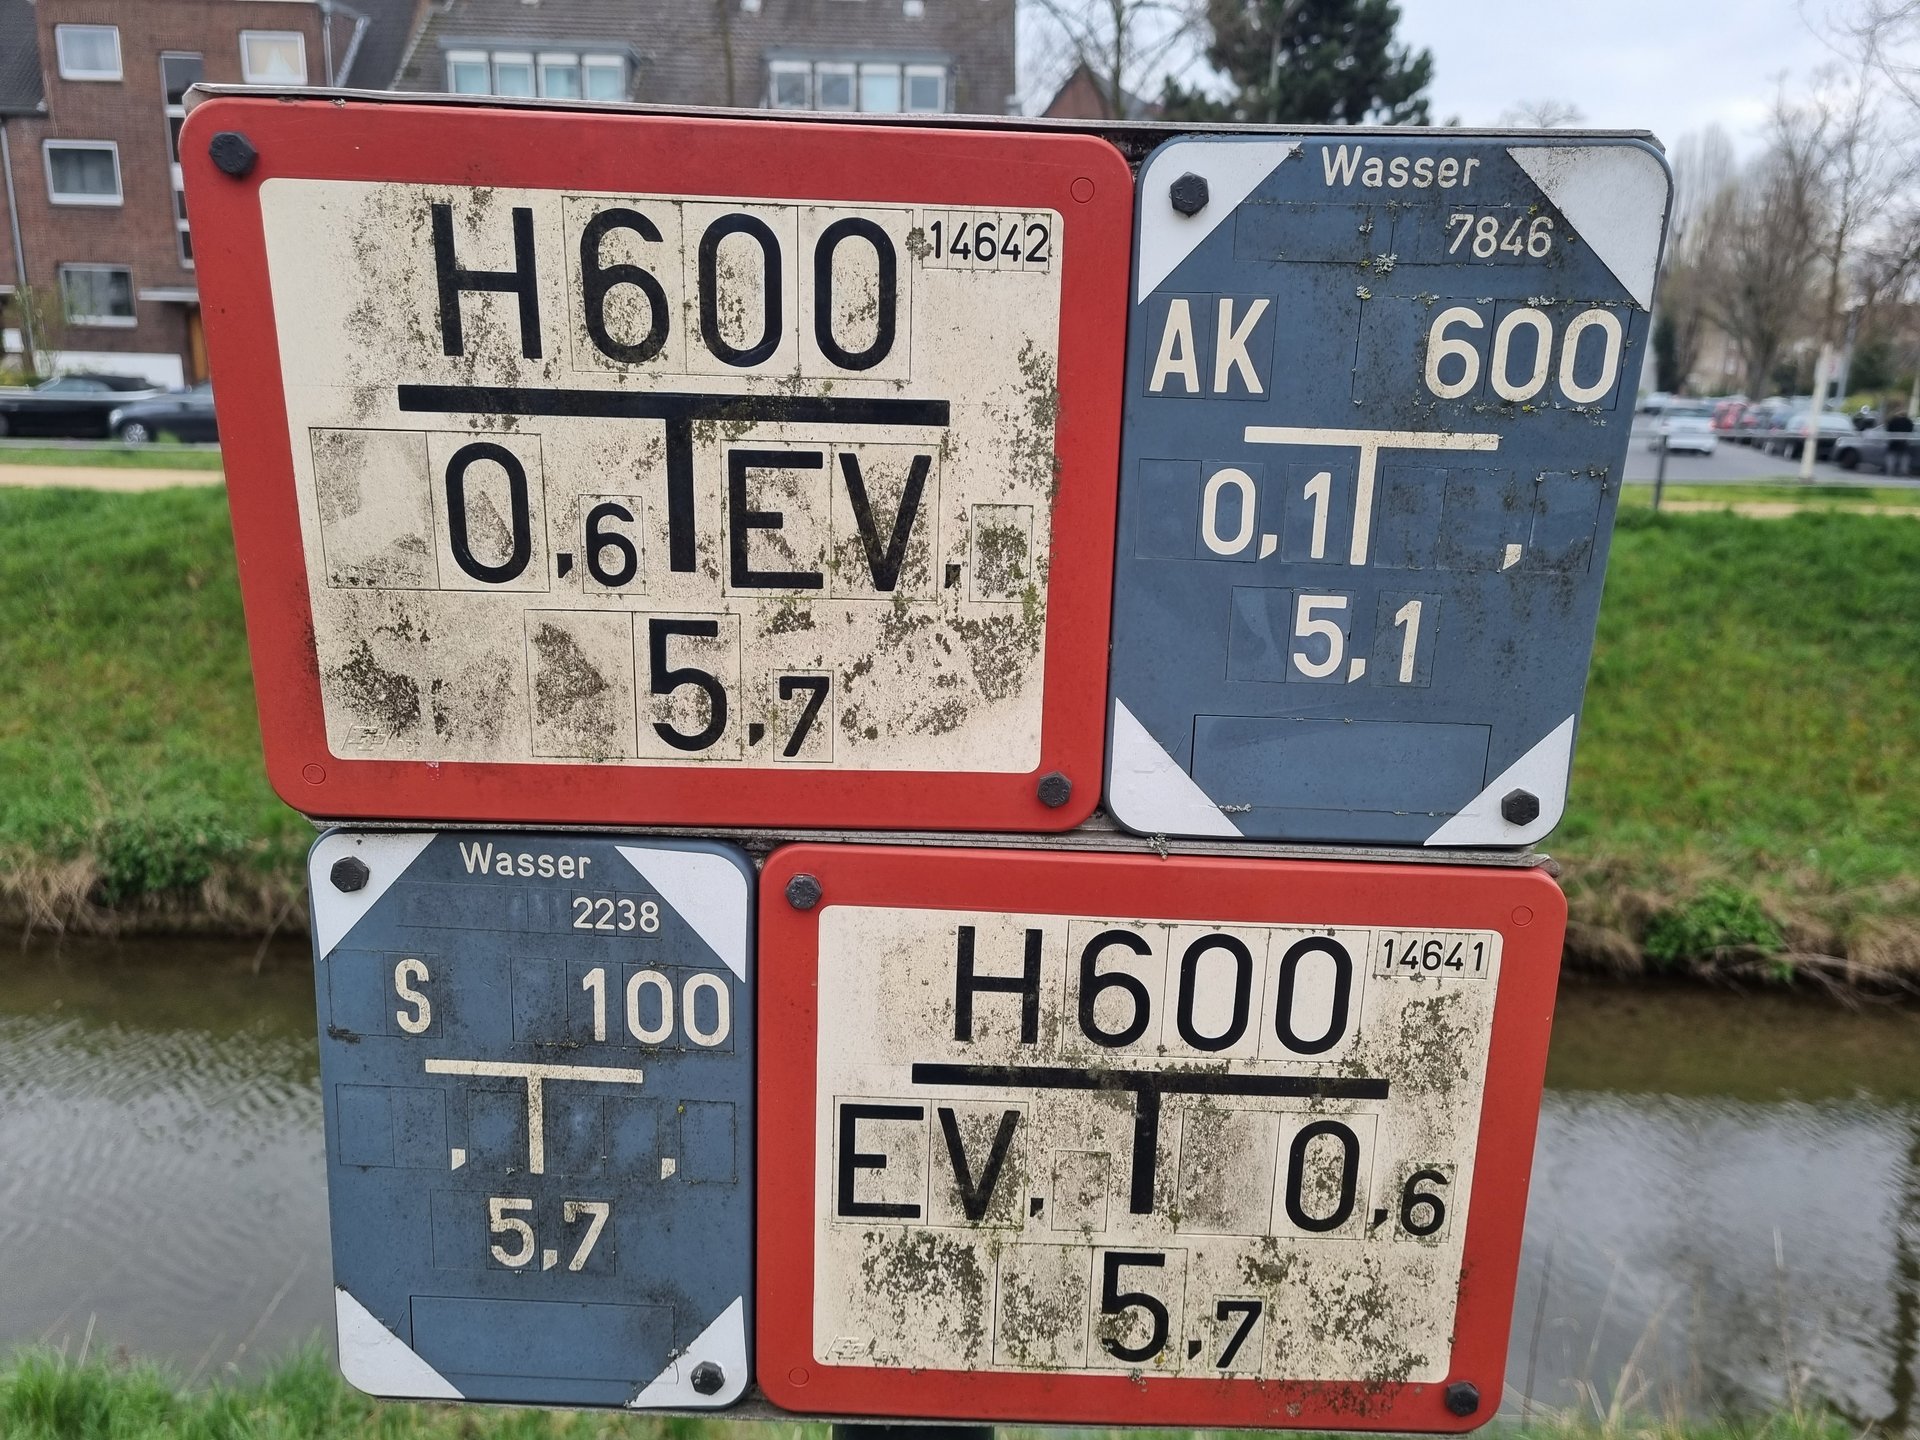 H600 14642
0,6 EV,
5,7
Wasser
7846
AK 600
0,1 ,
5,1
Wasser
2238
S 100
, ,
5,7
H600 14641
EV, 0,6
5,7